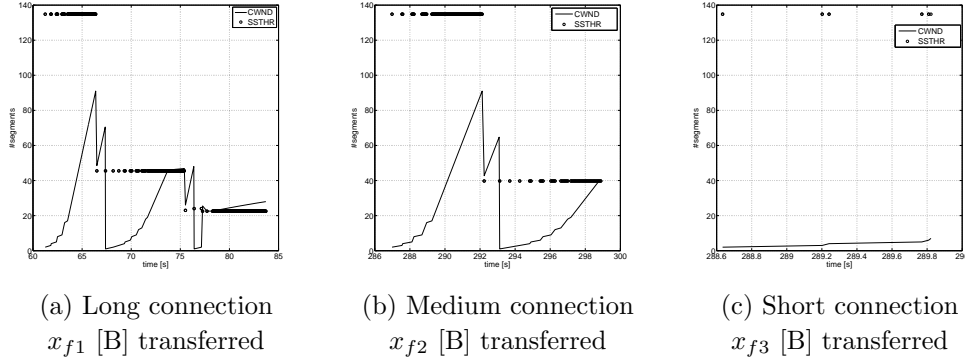 140
120
100
80
60
40
20
0
#segments
60 65 70 75 80 85 90
time [s]
CWND
SSTHR
(a) Long connection
x_{f1} [B] transferred
140
120
100
80
60
40
20
0
#segments
286 288 290 292 294 296 298 300
time [s]
CWND
SSTHR
(b) Medium connection
x_{f2} [B] transferred
140
120
100
80
60
40
20
0
#segments
288.6 288.8 289 289.2 289.4 289.6 289.8 290
time [s]
CWND
SSTHR
(c) Short connection
x_{f3} [B] transferred